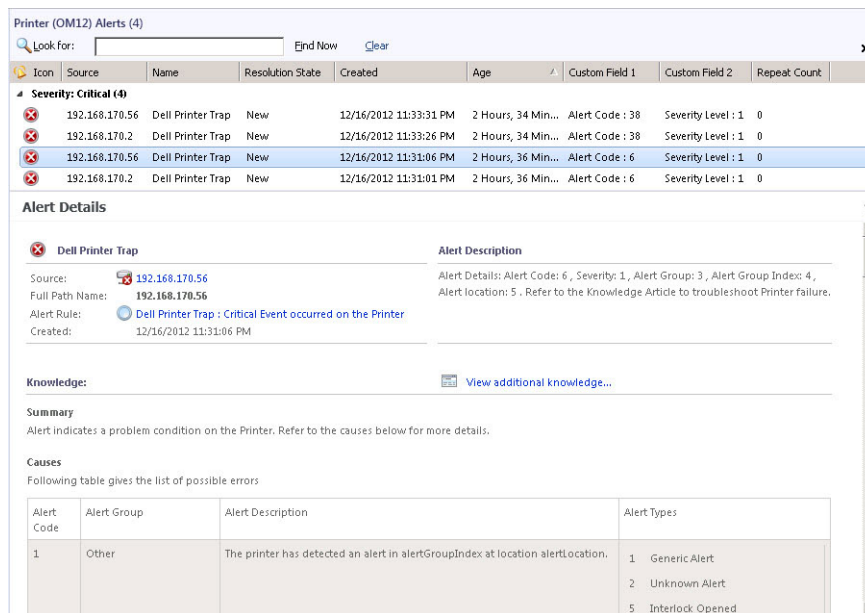 Printer (OM12) Alerts (4)
Look for: Find Now Clear
Icon Source Name Resolution State Created Age Custom Field 1 Custom Field 2 Repeat Count
Severity: Critical (4)
192.168.170.56 Dell Printer Trap New 12/16/2012 11:33:31 PM 2 Hours, 34 Min... Alert Code : 38 Severity Level : 1 0
192.168.170.2 Dell Printer Trap New 12/16/2012 11:33:26 PM 2 Hours, 34 Min... Alert Code : 38 Severity Level : 1 0
192.168.170.56 Dell Printer Trap New 12/16/2012 11:31:06 PM 2 Hours, 36 Min... Alert Code : 6 Severity Level : 1 0
192.168.170.2 Dell Printer Trap New 12/16/2012 11:31:01 PM 2 Hours, 36 Min... Alert Code : 6 Severity Level : 1 0
Alert Details
Dell Printer Trap
Source: 192.168.170.56
Full Path Name: 192.168.170.56
Alert Rule: Dell Printer Trap : Critical Event occurred on the Printer
Created: 12/16/2012 11:31:06 PM
Alert Description
Alert Details: Alert Code: 6 , Severity: 1 , Alert Group: 3 , Alert Group Index: 4 ,
Alert location: 5 . Refer to the Knowledge Article to troubleshoot Printer failure.
Knowledge: View additional knowledge...
Summary
Alert indicates a problem condition on the Printer. Refer to the causes below for more details.
Causes
Following table gives the list of possible errors
Alert Code Alert Group Alert Description Alert Types
1 Other The printer has detected an alert in alertGroupIndex at location alertLocation. 1 Generic Alert
2 Unknown Alert
5 Interlock Opened